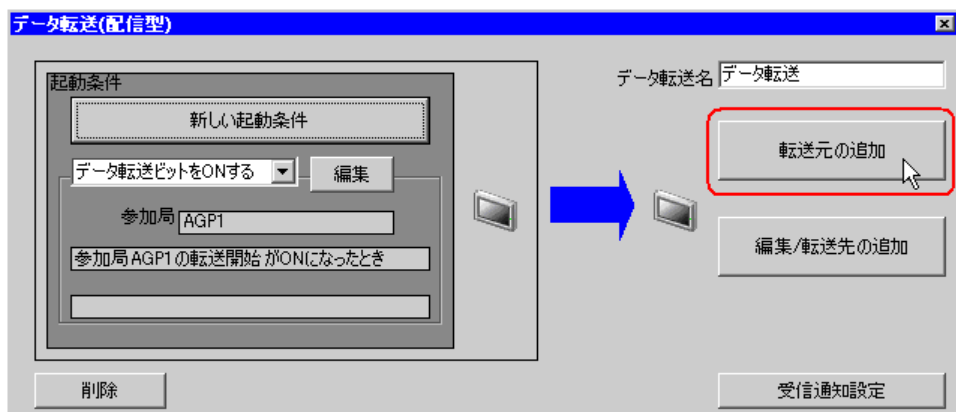 データ転送(配信型)
起動条件
新しい起動条件
データ転送ビットをONする
編集
参加局 AGP1
参加局 AGP1 の転送開始 がONになったとき
データ転送名 データ転送
転送元の追加
編集/転送先の追加
削除
受信通知設定